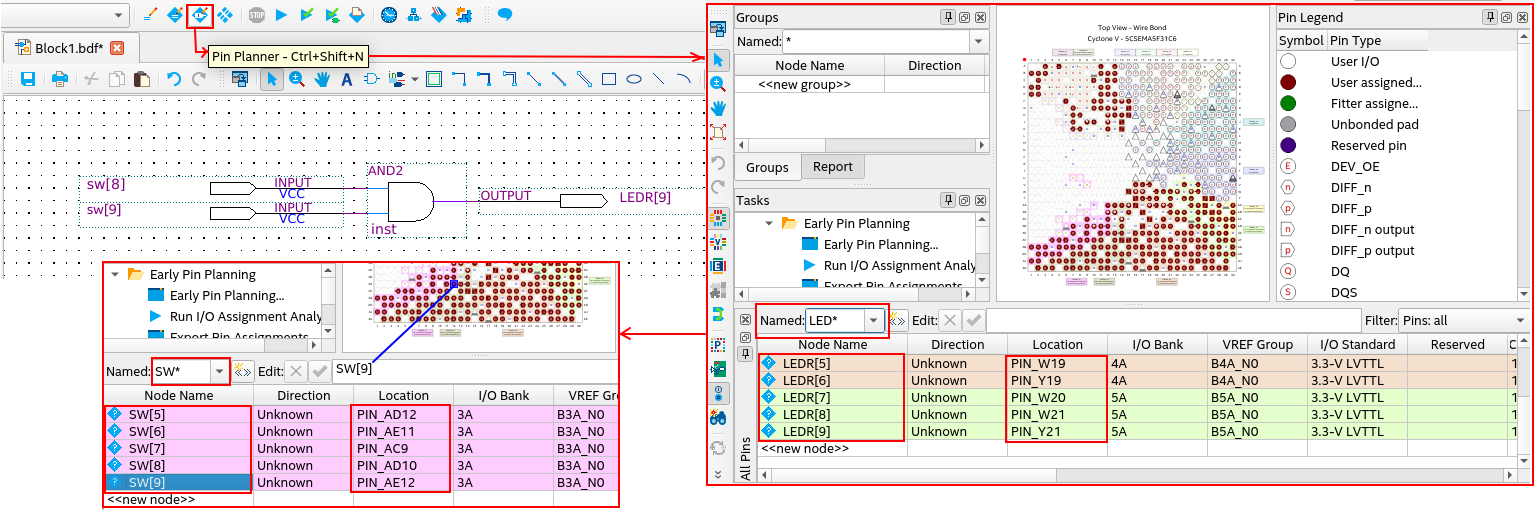 STOP
Block1.bdf*
Pin Planner - Ctrl+Shift+N
A
in
sw[8]
INPUT
VCC
sw[9]
INPUT
VCC
AND2
inst
OUTPUT
LEDR[9]
Groups
Named: *
Node Name Direction
<<new group>>
Groups Report
Tasks
Early Pin Planning
Early Pin Planning...
Run I/O Assignment Analy
Export Pin Assignments
Top View - Wire Bond
Cyclone V - 5CSEMA5F31C6
Pin Legend
Symbol Pin Type
User I/O
User assigned...
Fitter assigne...
Unbonded pad
Reserved pin
E DEV_OE
n DIFF_n
p DIFF_p
n DIFF_n output
p DIFF_p output
Q DQ
S DQS
Named: LED* Edit: Filter: Pins: all
Node Name Direction Location I/O Bank VREF Group I/O Standard Reserved C
LEDR[5] Unknown PIN_W19 4A B4A_N0 3.3-V LVTTL 1
LEDR[6] Unknown PIN_Y19 4A B4A_N0 3.3-V LVTTL 1
LEDR[7] Unknown PIN_W20 5A B5A_N0 3.3-V LVTTL 1
LEDR[8] Unknown PIN_W21 5A B5A_N0 3.3-V LVTTL 1
LEDR[9] Unknown PIN_Y21 5A B5A_N0 3.3-V LVTTL 1
<<new node>>
All Pins
Early Pin Planning
Early Pin Planning...
Run I/O Assignment Analy
Export Pin Assignments
Named: SW* Edit: SW[9]
Node Name Direction Location I/O Bank VREF Gr
SW[5] Unknown PIN_AD12 3A B3A_N0
SW[6] Unknown PIN_AE11 3A B3A_N0
SW[7] Unknown PIN_AC9 3A B3A_N0
SW[8] Unknown PIN_AD10 3A B3A_N0
SW[9] Unknown PIN_AE12 3A B3A_N0
<<new node>>